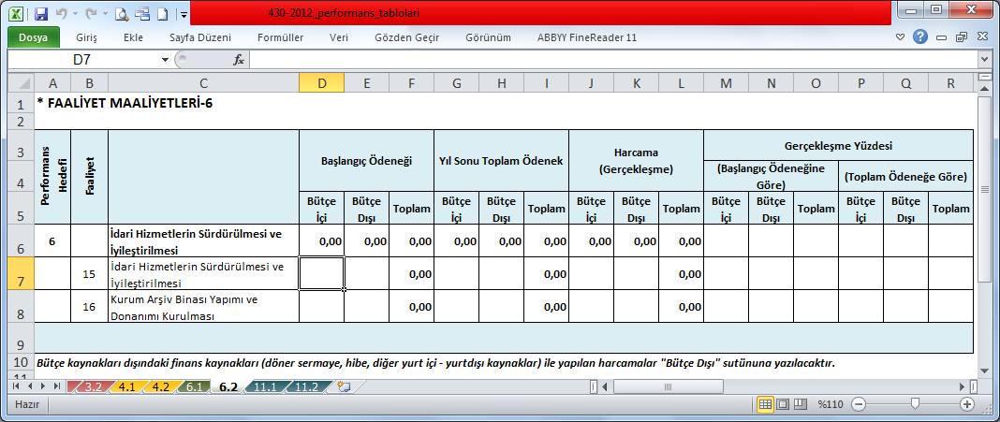 430-2012_performans_tablolari
Dosya Giriş Ekle Sayfa Düzeni Formüller Veri Gözden Geçir Görünüm ABBYY FineReader 11
D7 fx
A B C D E F G H I J K L M N O P Q R
1 * FAALİYET MAALİYETLERİ-6
2
3 Performans Hedefi Faaliyet Başlangıç Ödeneği Yıl Sonu Toplam Ödenek Harcama (Gerçekleşme) Gerçekleşme Yüzdesi
4 (Başlangıç Ödeneğine Göre) (Toplam Ödeneğe Göre)
5 Bütçe İçi Bütçe Dışı Toplam Bütçe İçi Bütçe Dışı Toplam Bütçe İçi Bütçe Dışı Toplam Bütçe İçi Bütçe Dışı Toplam Bütçe İçi Bütçe Dışı Toplam
6 6 İdari Hizmetlerin Sürdürülmesi ve İyileştirilmesi 0,00 0,00 0,00 0,00 0,00 0,00 0,00 0,00 0,00
7 15 İdari Hizmetlerin Sürdürülmesi ve İyileştirilmesi 0,00 0,00 0,00
8 16 Kurum Arşiv Binası Yapımı ve Donanımı Kurulması 0,00 0,00 0,00
9
10 Bütçe kaynakları dışındaki finans kaynakları (döner sermaye, hibe, diğer yurt içi - yurtdışı kaynaklar) ile yapılan harcamalar "Bütçe Dışı" sütununa yazılacaktır.
11
3.2 4.1 4.2 6.1 6.2 11.1 11.2
Hazır %110